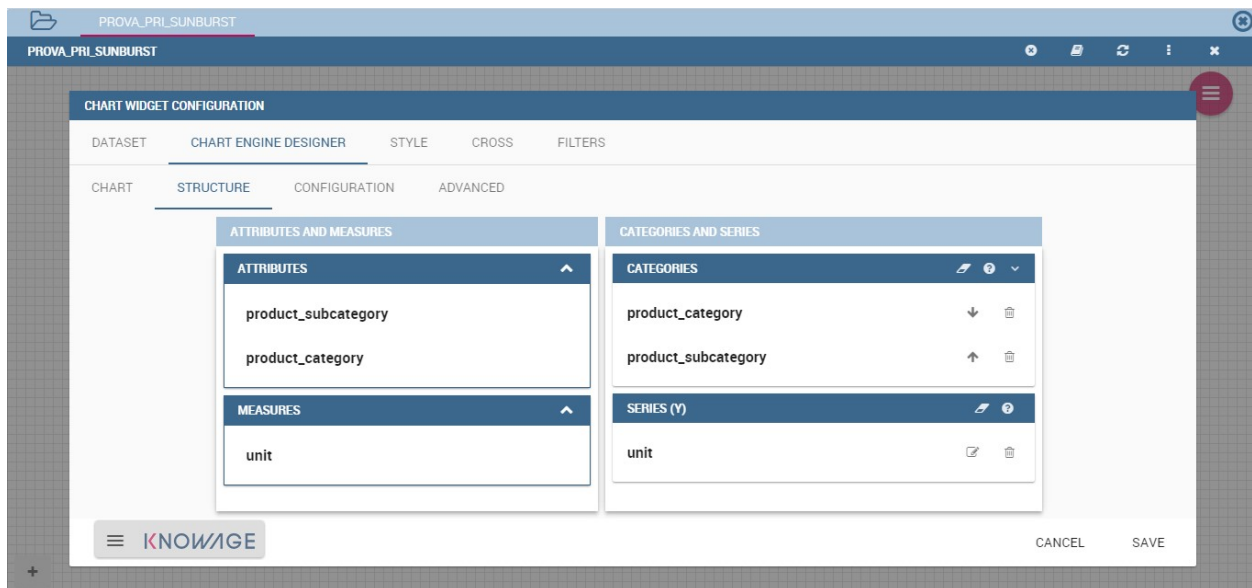 PROVA_PRI_SUNBURST
PROVA_PRI_SUNBURST
CHART WIDGET CONFIGURATION
DATASET CHART ENGINE DESIGNER STYLE CROSS FILTERS
CHART STRUCTURE CONFIGURATION ADVANCED
ATTRIBUTES AND MEASURES
ATTRIBUTES
product_subcategory
product_category
MEASURES
unit
CATEGORIES AND SERIES
CATEGORIES
product_category
product_subcategory
SERIES (Y)
unit
KNOWAGE
CANCEL SAVE